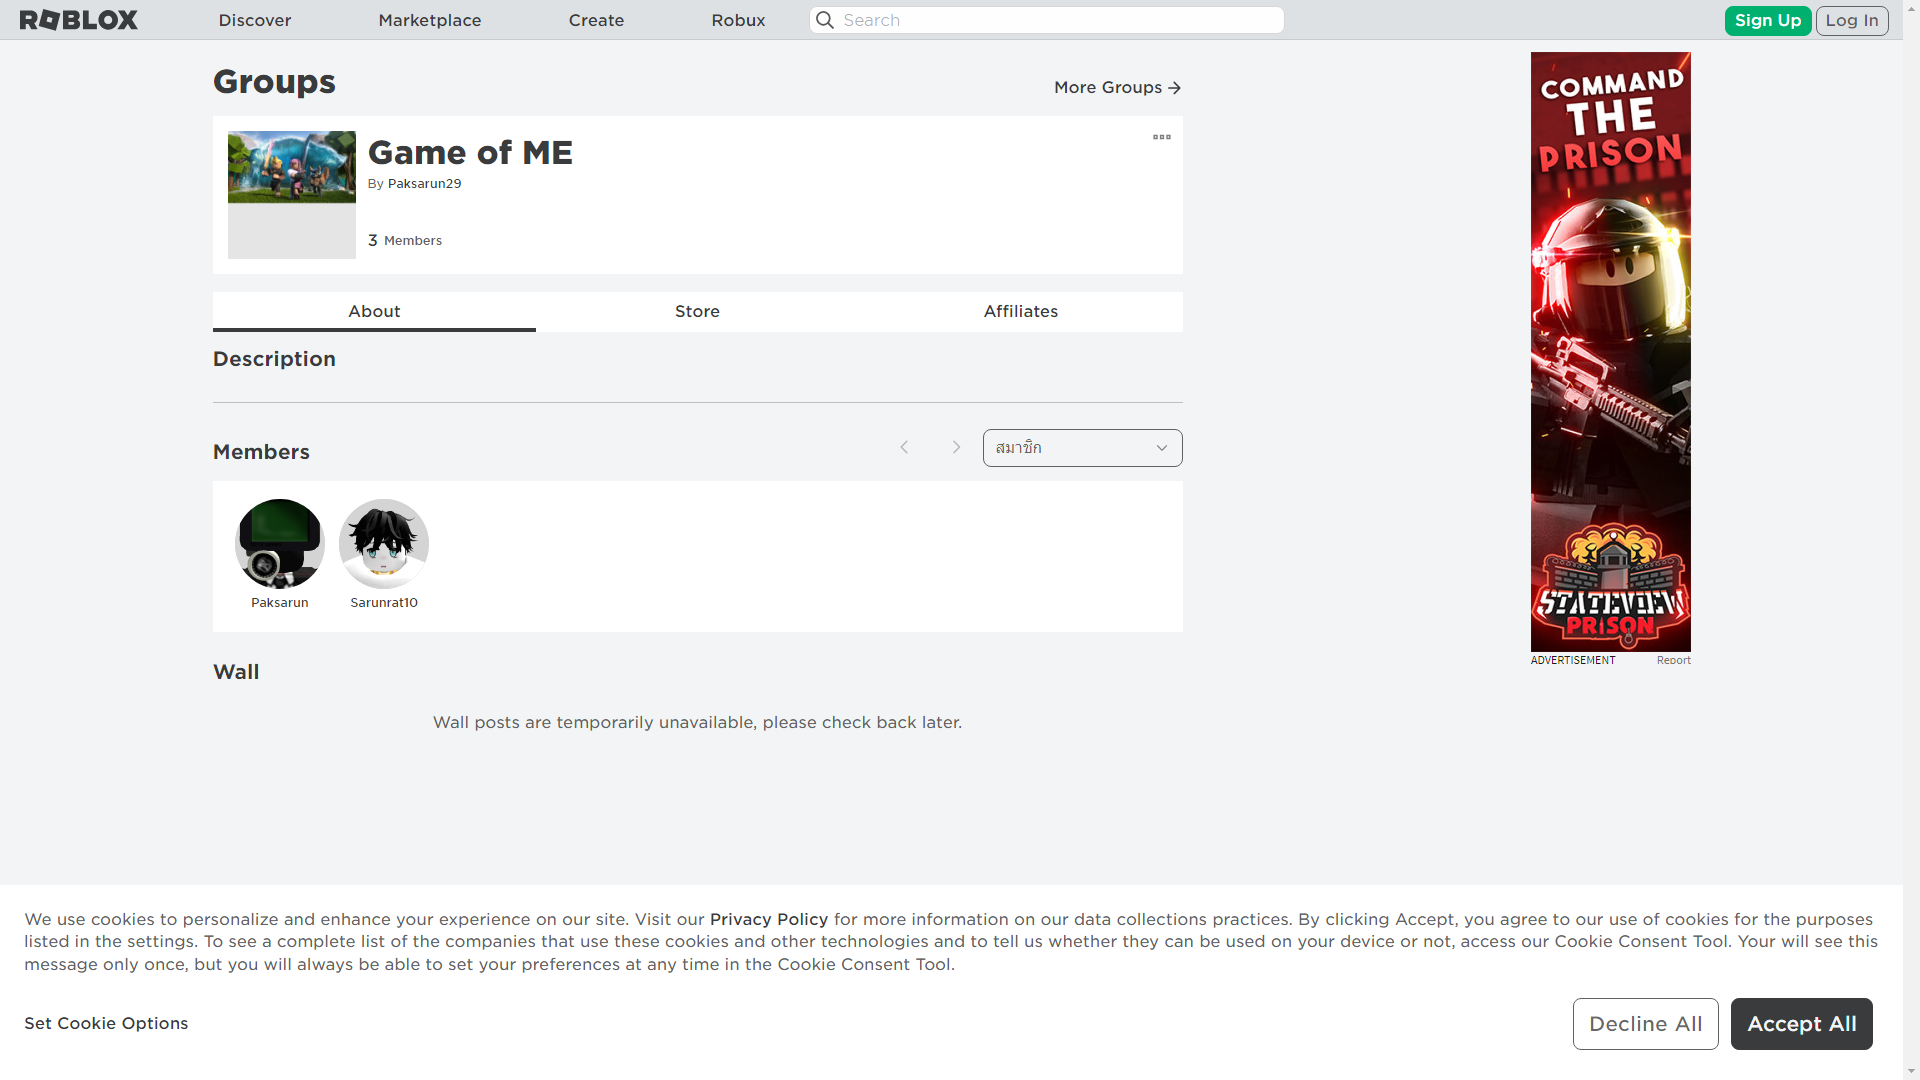 ROBLOX
Discover
Marketplace
Create
Robux
Search
Sign Up
Log In
Groups
More Groups
Game of ME
By Paksarun29
3 Members
About
Store
Affiliates
Description
Members
สมาชิก
Paksarun
Sarunrat10
Wall
Wall posts are temporarily unavailable, please check back later.
COMMAND
THE
PRISON
STATEVIEW
PRISON
ADVERTISEMENT
Report
We use cookies to personalize and enhance your experience on our site. Visit our Privacy Policy for more information on our data collections practices. By clicking Accept, you agree to our use of cookies for the purposes
listed in the settings. To see a complete list of the companies that use these cookies and other technologies and to tell us whether they can be used on your device or not, access our Cookie Consent Tool. Your will see this
message only once, but you will always be able to set your preferences at any time in the Cookie Consent Tool.
Set Cookie Options
Decline All
Accept All